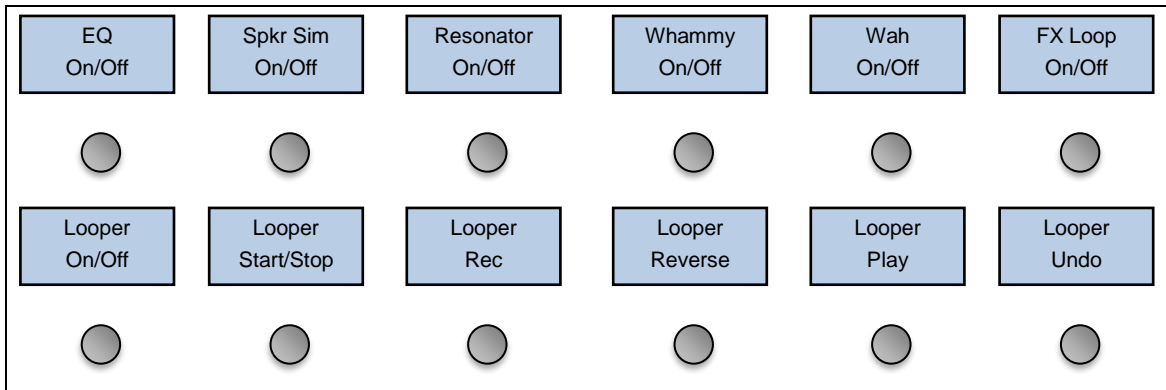 EQ
On/Off
Spkr Sim
On/Off
Resonator
On/Off
Whammy
On/Off
Wah
On/Off
FX Loop
On/Off
Looper
On/Off
Looper
Start/Stop
Looper
Rec
Looper
Reverse
Looper
Play
Looper
Undo